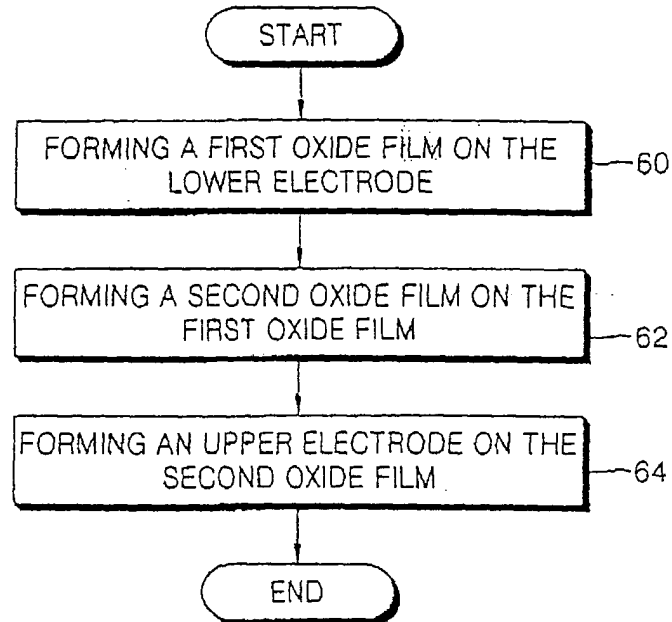 START
FORMING A FIRST OXIDE FILM ON THE
LOWER ELECTRODE
60
FORMING A SECOND OXIDE FILM ON THE
FIRST OXIDE FILM
62
FORMING AN UPPER ELECTRODE ON THE
SECOND OXIDE FILM
64
END